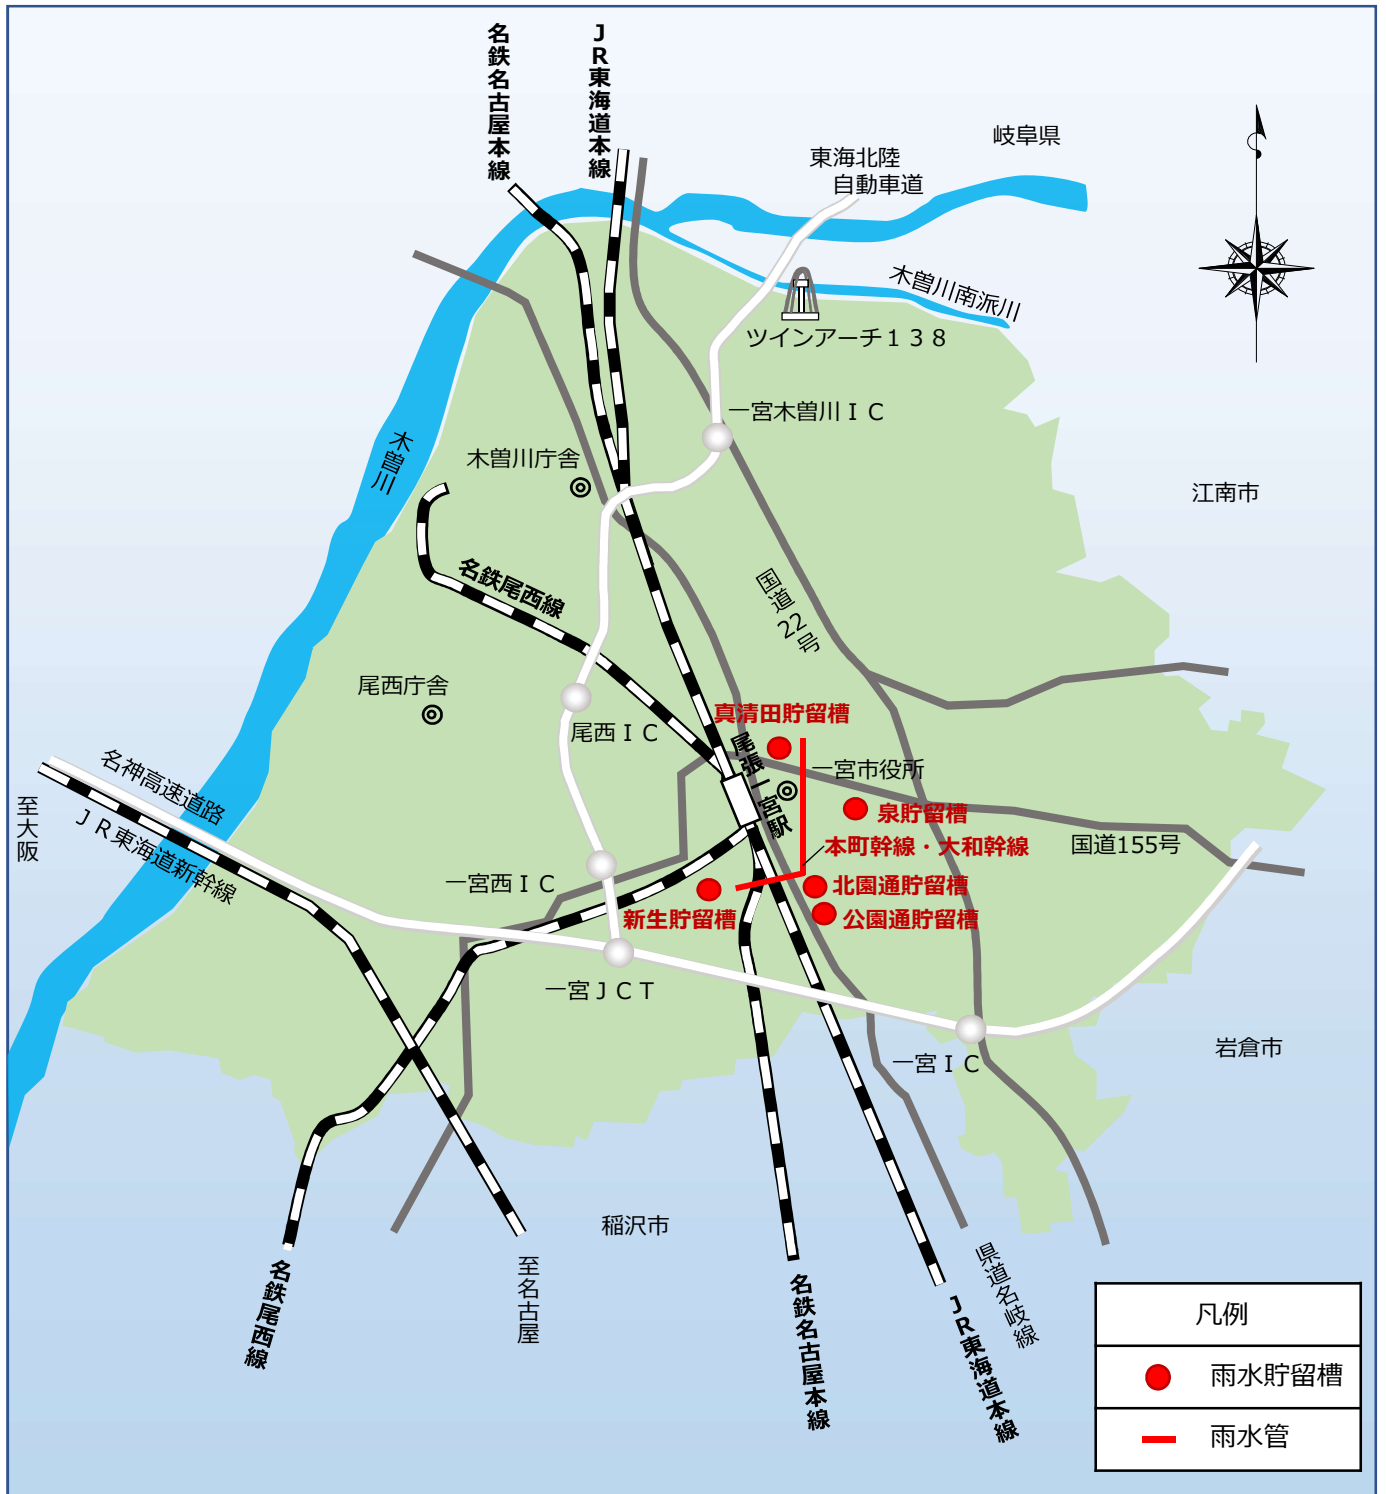 名鉄名古屋本線
ＪＲ東海道本線
岐阜県
東海北陸
自動車道
木曽川南派川
ツインアーチ１３８
一宮木曽川ＩＣ
木曽川
木曽川庁舎
江南市
名鉄尾西線
国道22号
尾西庁舎
真清田貯留槽
尾西ＩＣ
尾張一宮駅
一宮市役所
名神高速道路
至大阪
ＪＲ東海道新幹線
泉貯留槽
本町幹線・大和幹線
国道155号
一宮西ＩＣ
北園通貯留槽
新生貯留槽
公園通貯留槽
一宮ＪＣＴ
一宮ＩＣ
岩倉市
稲沢市
名鉄尾西線
至名古屋
名鉄名古屋本線
ＪＲ東海道本線
県道名岐線
凡例
雨水貯留槽
雨水管